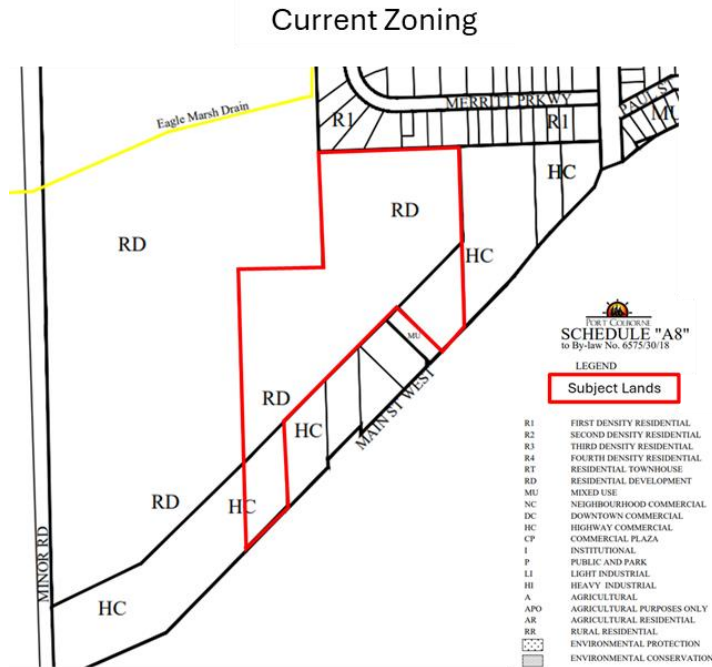 Current Zoning
Eagle Marsh Drain
R1
MERRITT PRKWY
R1
PAUL ST
MU
HC
RD
RD
HC
PORT COLBORNE
SCHEDULE "A8"
to By-law No. 6575/30/18
LEGEND
Subject Lands
MU
MAIN ST WEST
RD
HC
RD
HC
MINOR RD
HC
R1 FIRST DENSITY RESIDENTIAL
R2 SECOND DENSITY RESIDENTIAL
R3 THIRD DENSITY RESIDENTIAL
R4 FOURTH DENSITY RESIDENTIAL
RT RESIDENTIAL TOWNHOUSE
RD RESIDENTIAL DEVELOPMENT
MU MIXED USE
NC NEIGHBOURHOOD COMMERCIAL
DC DOWNTOWN COMMERCIAL
HC HIGHWAY COMMERCIAL
CP COMMERCIAL PLAZA
I INSTITUTIONAL
P PUBLIC AND PARK
LI LIGHT INDUSTRIAL
HI HEAVY INDUSTRIAL
A AGRICULTURAL
APO AGRICULTURAL PURPOSES ONLY
AR AGRICULTURAL RESIDENTIAL
RR RURAL RESIDENTIAL
ENVIRONMENTAL PROTECTION
ENVIRONMENTAL CONSERVATION